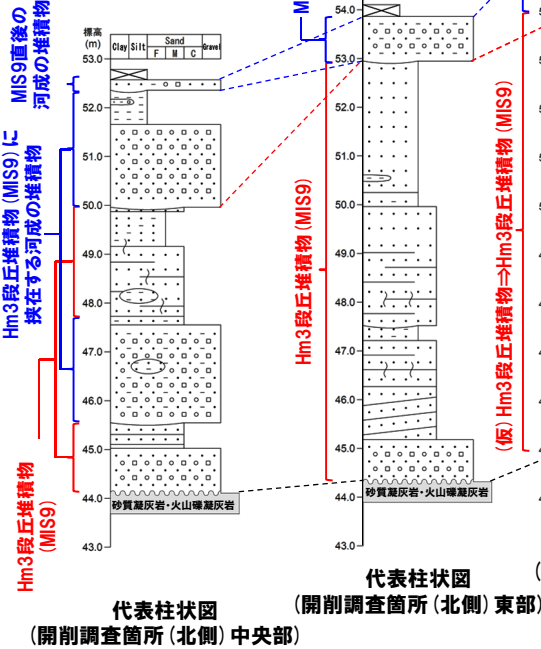 標高
(m)
Clay
Silt
Sand
F
M
C
Gravel
53.0
52.0
51.0
50.0
49.0
48.0
47.0
46.0
45.0
44.0
43.0
MIS9直後の
河成の堆積物
Hm3段丘堆積物(MIS9)に
挟在する河成の堆積物
Hm3段丘堆積物
(MIS9)
砂質凝灰岩・火山礫凝灰岩
代表柱状図
(開削調査箇所(北側)中央部)
M
54.0
53.0
52.0
51.0
50.0
49.0
48.0
47.0
46.0
45.0
44.0
43.0
Hm3段丘堆積物(MIS9)
砂質凝灰岩・火山礫凝灰岩
代表柱状図
(開削調査箇所(北側)東部)
(仮)Hm3段丘堆積物⇒Hm3段丘堆積物(MIS9)